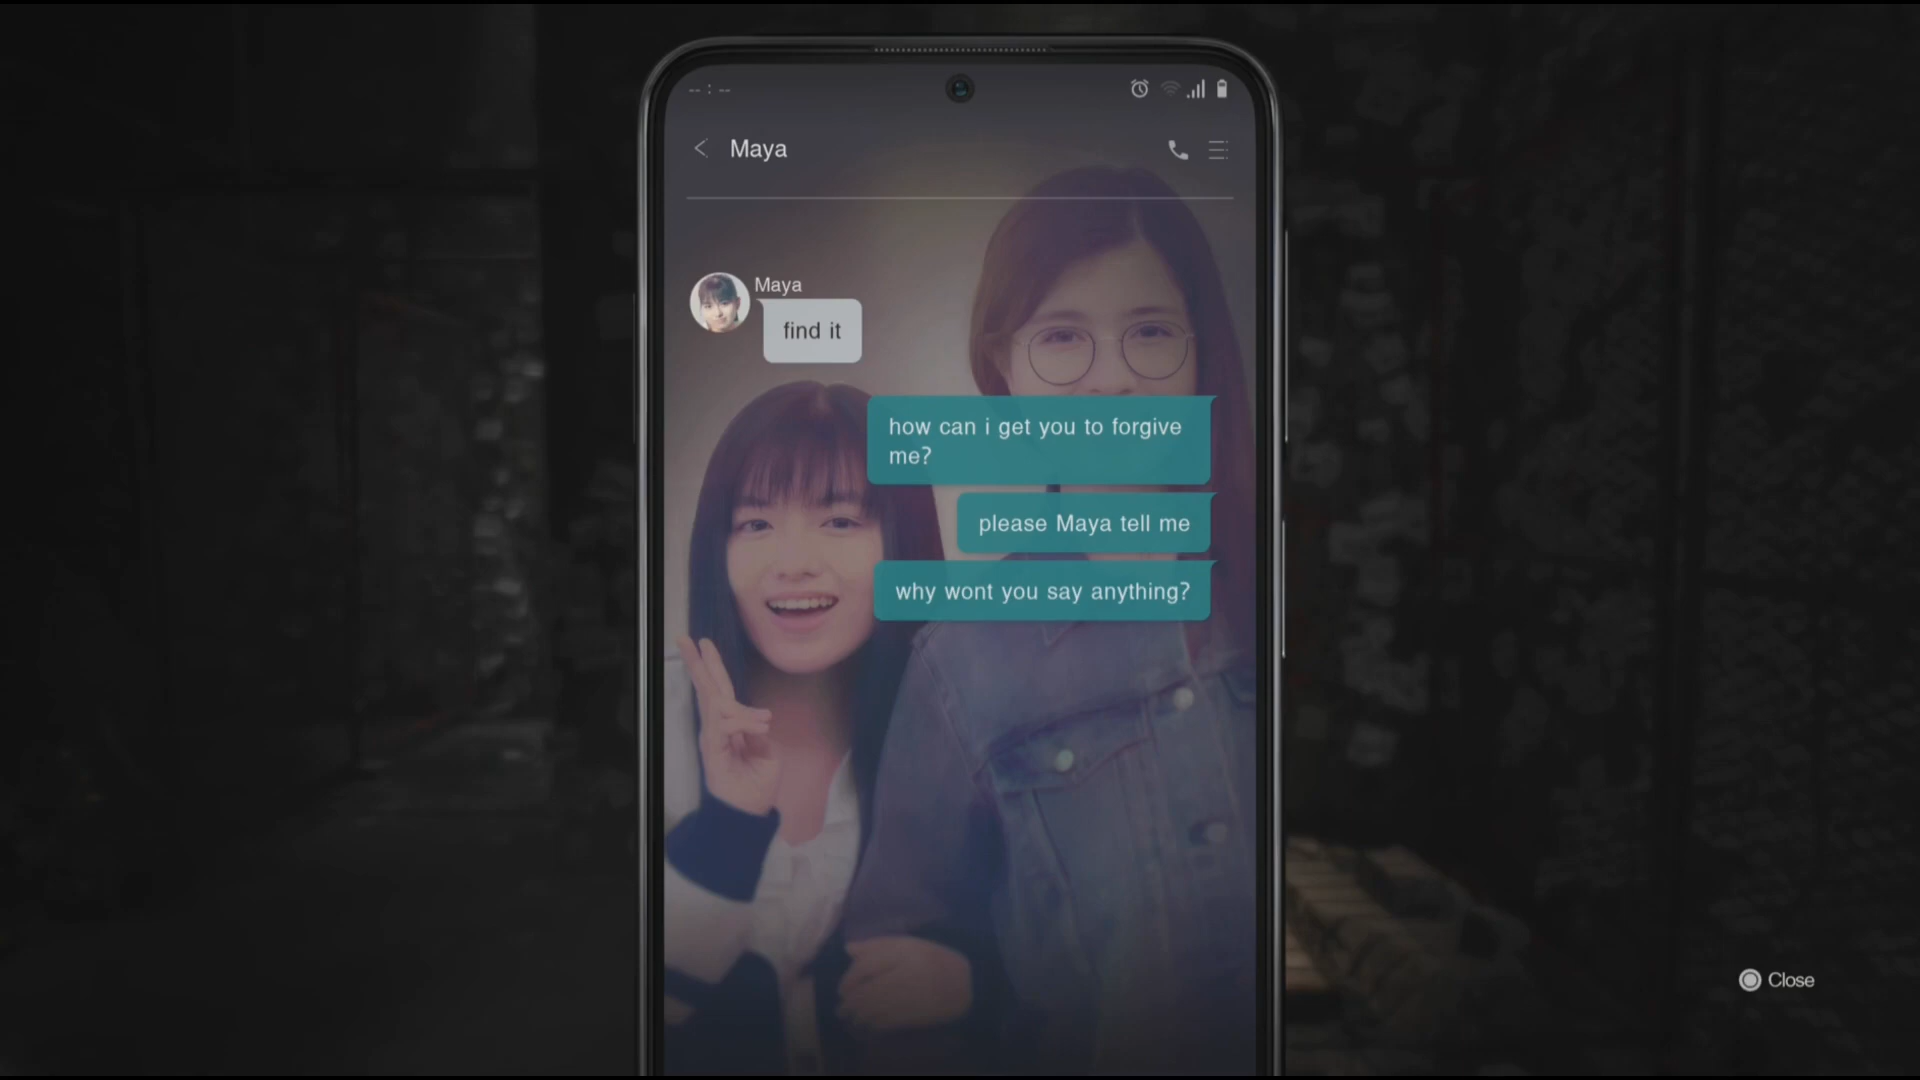 -- : --
Maya
Maya
find it
how can i get you to forgive
me?
please Maya tell me
why wont you say anything?
Close